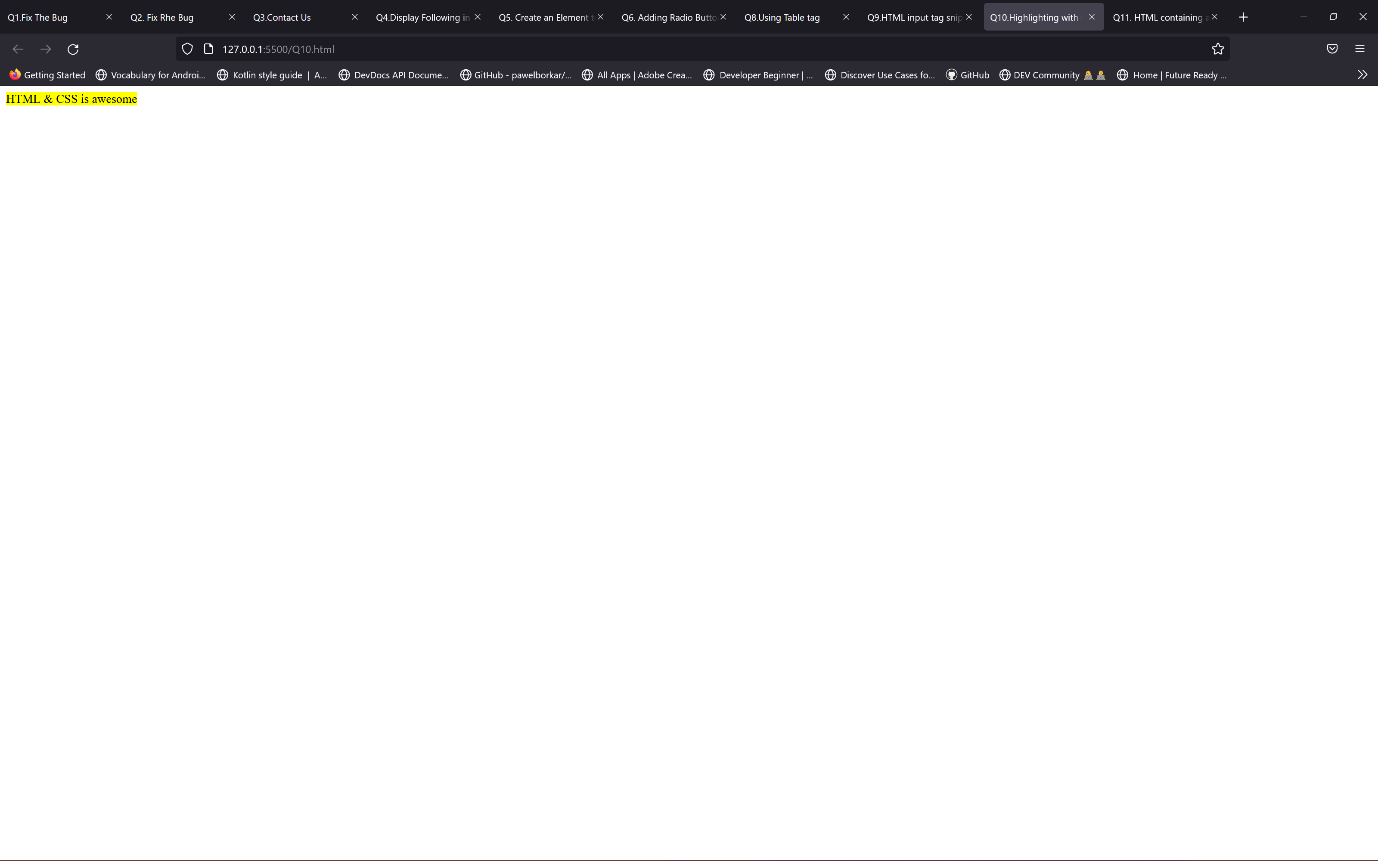 Q1.Fix The Bug
Q2. Fix Rhe Bug
Q3.Contact Us
Q4.Display Following in
Q5. Create an Element t
Q6. Adding Radio Butto
Q8.Using Table tag
Q9.HTML input tag snip
Q10.Highlighting with
Q11. HTML containing a
127.0.0.1:5500/Q10.html
Getting Started
Vocabulary for Androi...
Kotlin style guide | A...
DevDocs API Docume...
GitHub - pawelborkar/...
All Apps | Adobe Crea...
Developer Beginner | ...
Discover Use Cases fo...
GitHub
DEV Community
Home | Future Ready ...
HTML & CSS is awesome